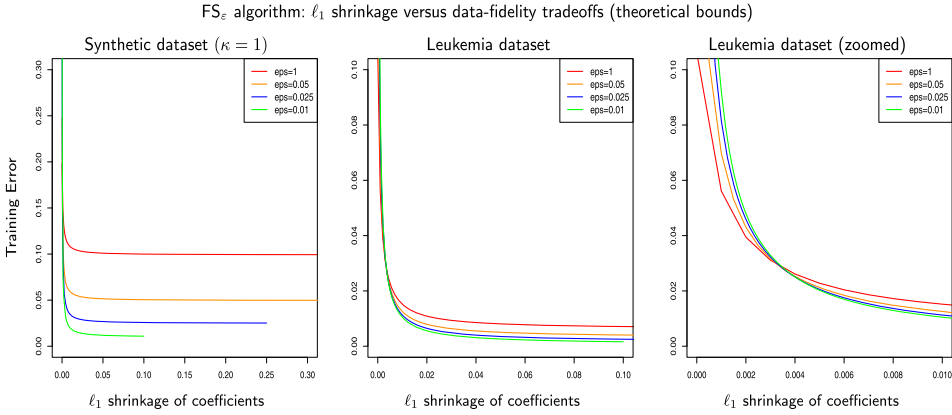 FSε algorithm: ℓ1 shrinkage versus data-fidelity tradeoffs (theoretical bounds)
Synthetic dataset (κ = 1)
Leukemia dataset
Leukemia dataset (zoomed)
Training Error
0.00 0.05 0.10 0.15 0.20 0.25 0.30
eps=1
eps=0.05
eps=0.025
eps=0.01
0.00 0.05 0.10 0.15 0.20 0.25 0.30
ℓ1 shrinkage of coefficients
0.00 0.02 0.04 0.06 0.08 0.10
eps=1
eps=0.05
eps=0.025
eps=0.01
0.00 0.02 0.04 0.06 0.08 0.10
ℓ1 shrinkage of coefficients
0.00 0.02 0.04 0.06 0.08 0.10
eps=1
eps=0.05
eps=0.025
eps=0.01
0.000 0.002 0.004 0.006 0.008 0.010
ℓ1 shrinkage of coefficients